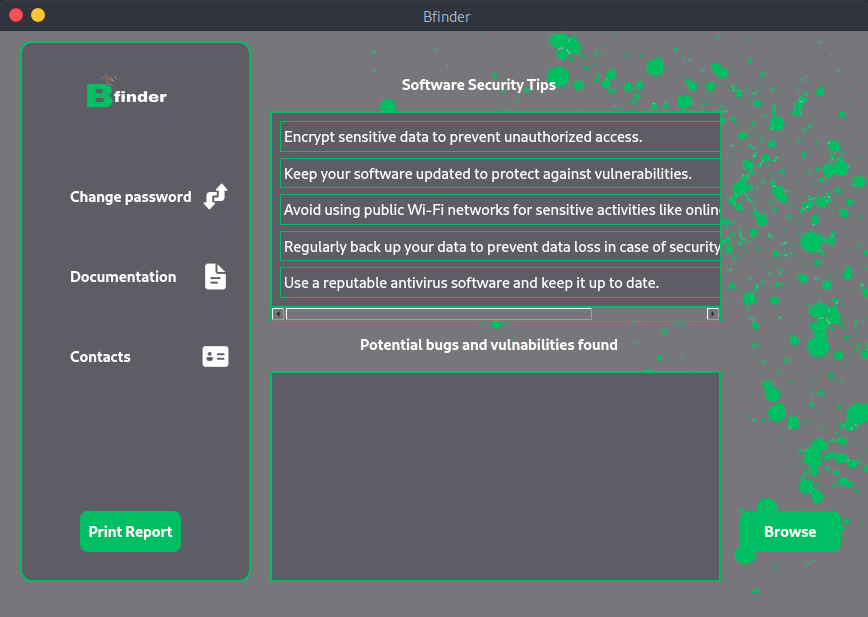 Bfinder
Bfinder
Change password
Documentation
Contacts
Print Report
Software Security Tips
Encrypt sensitive data to prevent unauthorized access.
Keep your software updated to protect against vulnerabilities.
Avoid using public Wi-Fi networks for sensitive activities like onlin
Regularly back up your data to prevent data loss in case of security
Use a reputable antivirus software and keep it up to date.
Potential bugs and vulnabilities found
Browse